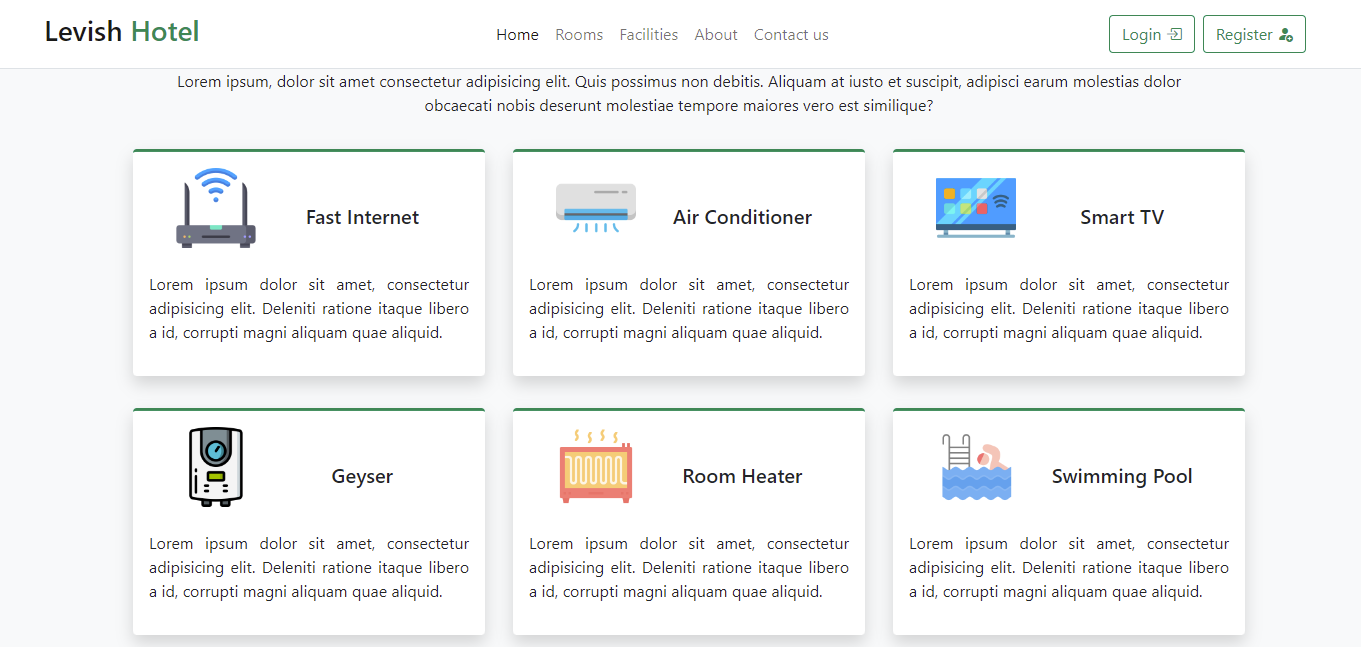 Levish Hotel
Home Rooms Facilities About Contact us
Login
Register
Lorem ipsum, dolor sit amet consectetur adipisicing elit. Quis possimus non debitis. Aliquam at iusto et suscipit, adipisci earum molestias dolor
obcaecati nobis deserunt molestiae tempore maiores vero est similique?
Fast Internet
Lorem ipsum dolor sit amet, consectetur
adipisicing elit. Deleniti ratione itaque libero
a id, corrupti magni aliquam quae aliquid.
Air Conditioner
Lorem ipsum dolor sit amet, consectetur
adipisicing elit. Deleniti ratione itaque libero
a id, corrupti magni aliquam quae aliquid.
Smart TV
Lorem ipsum dolor sit amet, consectetur
adipisicing elit. Deleniti ratione itaque libero
a id, corrupti magni aliquam quae aliquid.
Geyser
Lorem ipsum dolor sit amet, consectetur
adipisicing elit. Deleniti ratione itaque libero
a id, corrupti magni aliquam quae aliquid.
Room Heater
Lorem ipsum dolor sit amet, consectetur
adipisicing elit. Deleniti ratione itaque libero
a id, corrupti magni aliquam quae aliquid.
Swimming Pool
Lorem ipsum dolor sit amet, consectetur
adipisicing elit. Deleniti ratione itaque libero
a id, corrupti magni aliquam quae aliquid.